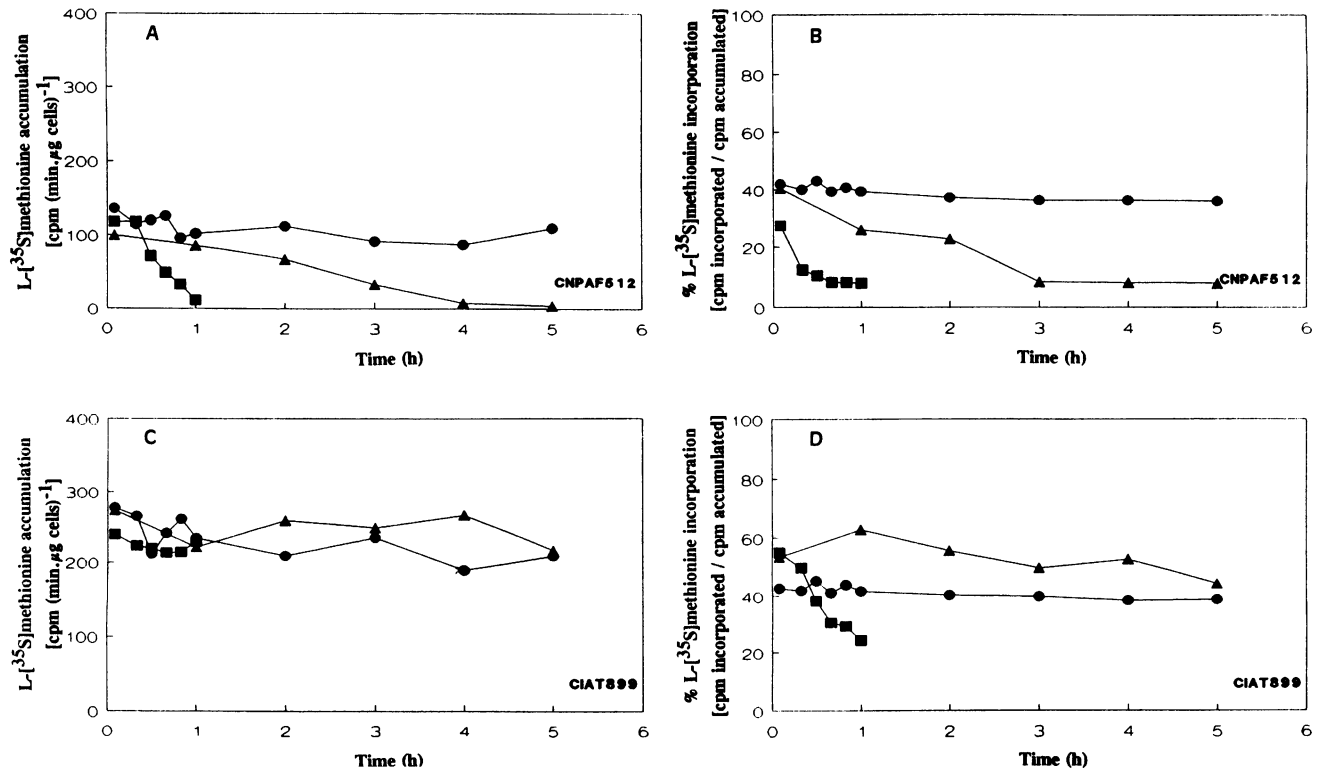 A
L-[35S]methionine accumulation
[cpm (min.µg cells)-1]
400
300
200
100
0
0 1 2 3 4 5 6
Time (h)
CNPAF512
B
% L-[35S]methionine incorporation
[cpm incorporated / cpm accumulated]
100
80
60
40
20
0
0 1 2 3 4 5 6
Time (h)
CNPAF512
C
L-[35S]methionine accumulation
[cpm (min.µg cells)-1]
400
300
200
100
0
0 1 2 3 4 5 6
Time (h)
CIAT899
D
% L-[35S]methionine incorporation
[cpm incorporated / cpm accumulated]
100
80
60
40
20
0
0 1 2 3 4 5 6
Time (h)
CIAT899